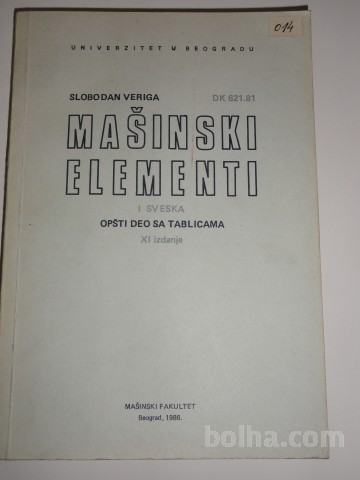 014
UNIVERZITET U BEOGRADU
SLOBODAN VERIGA DK 621.81
MAŠINSKI
ELEMENTI
I SVESKA
OPŠTI DEO SA TABLICAMA
XI izdanje
MAŠINSKI FAKULTET
Beograd, 1986.
bolha.com